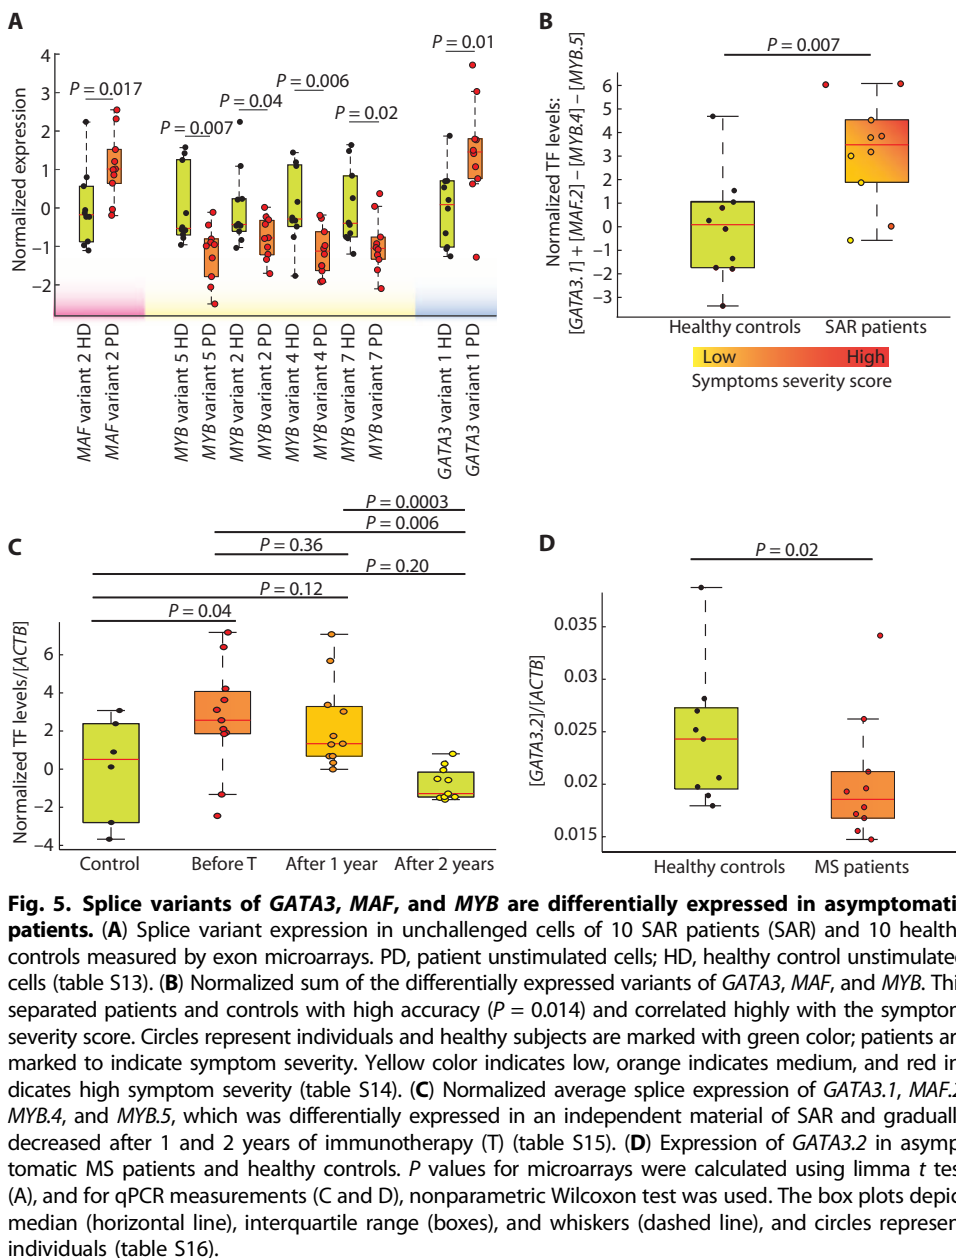 A
Normalized expression
4
3
2
1
0
−1
−2
P = 0.017
P = 0.007
P = 0.04
P = 0.006
P = 0.02
P = 0.01
MAF variant 2 HD
MAF variant 2 PD
MYB variant 5 HD
MYB variant 5 PD
MYB variant 2 HD
MYB variant 2 PD
MYB variant 4 HD
MYB variant 4 PD
MYB variant 7 HD
MYB variant 7 PD
GATA3 variant 1 HD
GATA3 variant 1 PD
B
P = 0.007
Normalized TF levels:
[GATA3.1] + [MAF.2] − [MYB.4] − [MYB.5]
6
5
4
3
2
1
0
−1
−2
−3
Healthy controls SAR patients
Low High
Symptoms severity score
C
P = 0.0003
P = 0.006
P = 0.36
P = 0.20
P = 0.12
P = 0.04
Normalized TF levels/[ACTB]
6
4
2
0
−2
−4
Control Before T After 1 year After 2 years
D
P = 0.02
[GATA3.2]/[ACTB]
0.035
0.03
0.025
0.02
0.015
Healthy controls MS patients
Fig. 5. Splice variants of GATA3, MAF, and MYB are differentially expressed in asymptomati
patients. (A) Splice variant expression in unchallenged cells of 10 SAR patients (SAR) and 10 health
controls measured by exon microarrays. PD, patient unstimulated cells; HD, healthy control unstimulate
cells (table S13). (B) Normalized sum of the differentially expressed variants of GATA3, MAF, and MYB. Thi
separated patients and controls with high accuracy (P = 0.014) and correlated highly with the sympton
severity score. Circles represent individuals and healthy subjects are marked with green color; patients ar
marked to indicate symptom severity. Yellow color indicates low, orange indicates medium, and red in
dicates high symptom severity (table S14). (C) Normalized average splice expression of GATA3.1, MAF.2
MYB.4, and MYB.5, which was differentially expressed in an independent material of SAR and graduall
decreased after 1 and 2 years of immunotherapy (T) (table S15). (D) Expression of GATA3.2 in asymp
tomatic MS patients and healthy controls. P values for microarrays were calculated using limma t tes
(A), and for qPCR measurements (C and D), nonparametric Wilcoxon test was used. The box plots depic
median (horizontal line), interquartile range (boxes), and whiskers (dashed line), and circles represen
individuals (table S16).